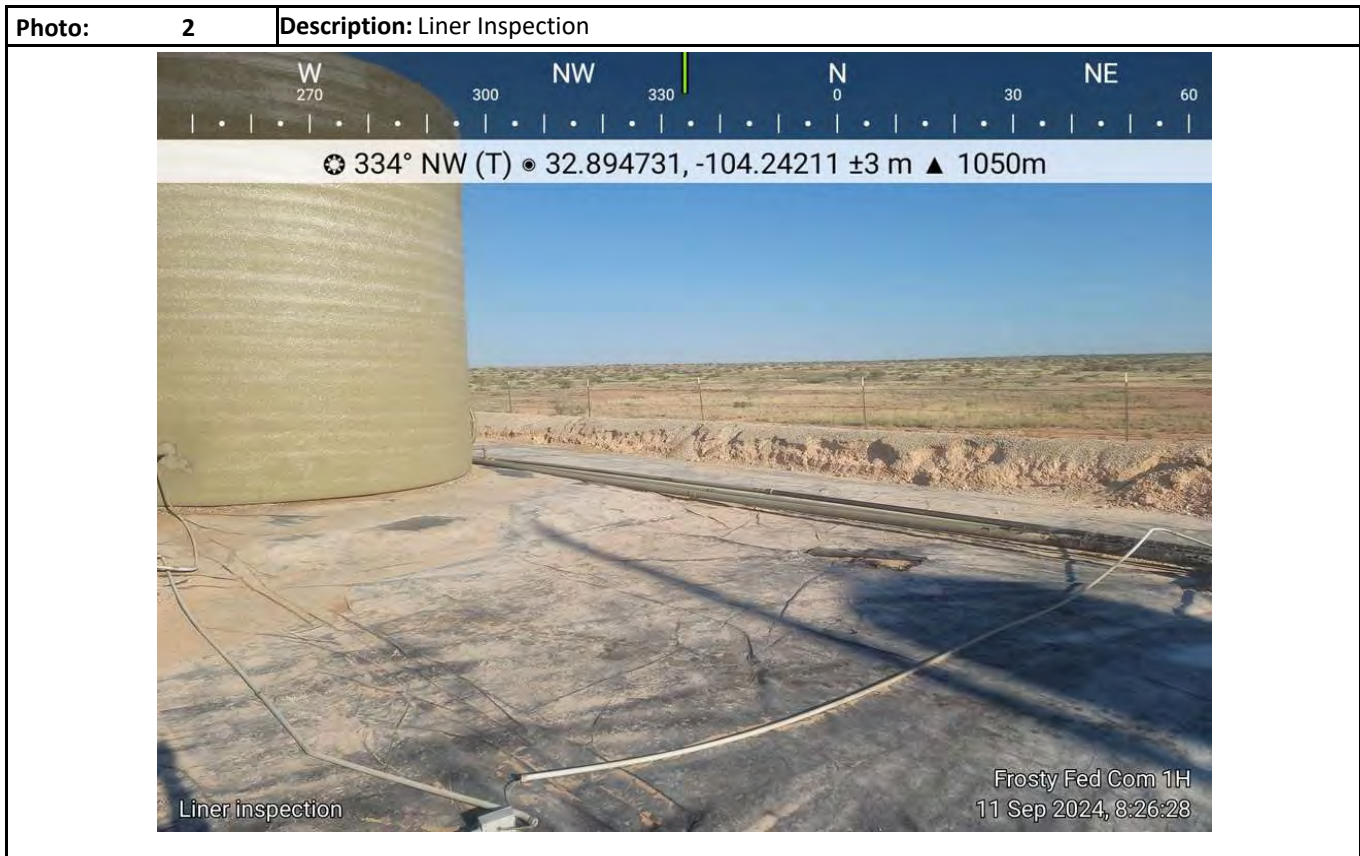 Photo: 2 Description: Liner Inspection
W NW N NE
270 300 330 0 30 60
334° NW (T) 32.894731, -104.24211 ±3 m ▲ 1050m
Frosty Fed Com 1H
Liner inspection 11 Sep 2024, 8:26:28